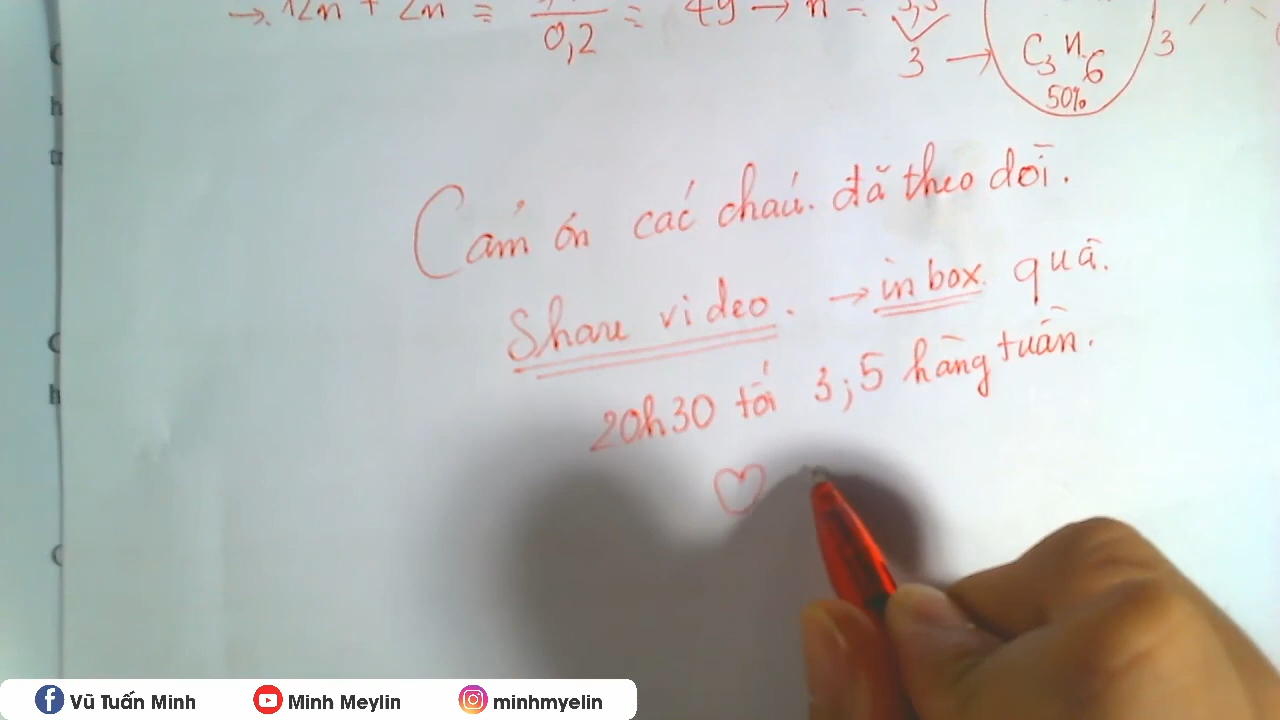 → 12n + 2n = 0,2 = 49 → n = 3,5
3 → C3H6 3
50%
Cảm ơn các cháu. đã theo dõi.
Share video. → inbox. quà.
20h30 tối 3;5 hàng tuần.
Vũ Tuấn Minh Minh Meylin minhmyelin